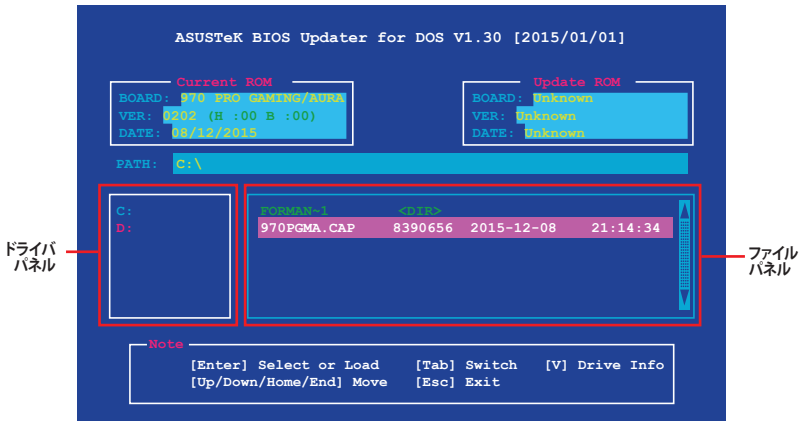 ASUSTeK BIOS Updater for DOS V1.30 [2015/01/01]
Current ROM
BOARD: 970 PRO GAMING/AURA
VER: 0202 (H :00 B :00)
DATE: 08/12/2015
Update ROM
BOARD: Unknown
VER: Unknown
DATE: Unknown
PATH: C:\
C:
D:
FORMAN~1 <DIR>
970PGMA.CAP 8390656 2015-12-08 21:14:34
ドライバ
パネル
ファイル
パネル
Note
[Enter] Select or Load [Tab] Switch [V] Drive Info
[Up/Down/Home/End] Move [Esc] Exit